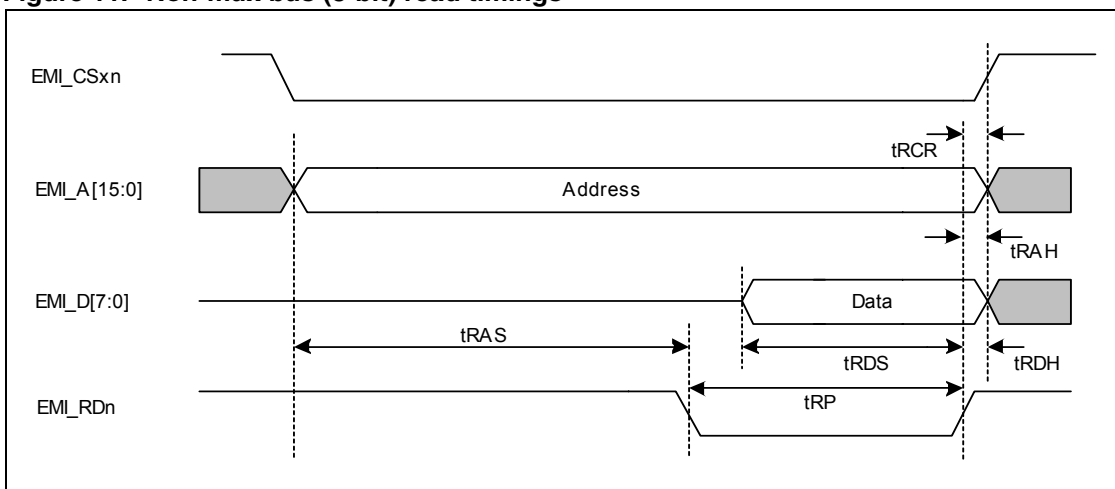 Figure Non-mux bus (8-bit) read timings
EMI_CSxn
tRCR
EMI_A[15:0]
Address
tRAH
EMI_D[7:0]
Data
tRAS
tRDS
tRDH
EMI_RDn
tRP